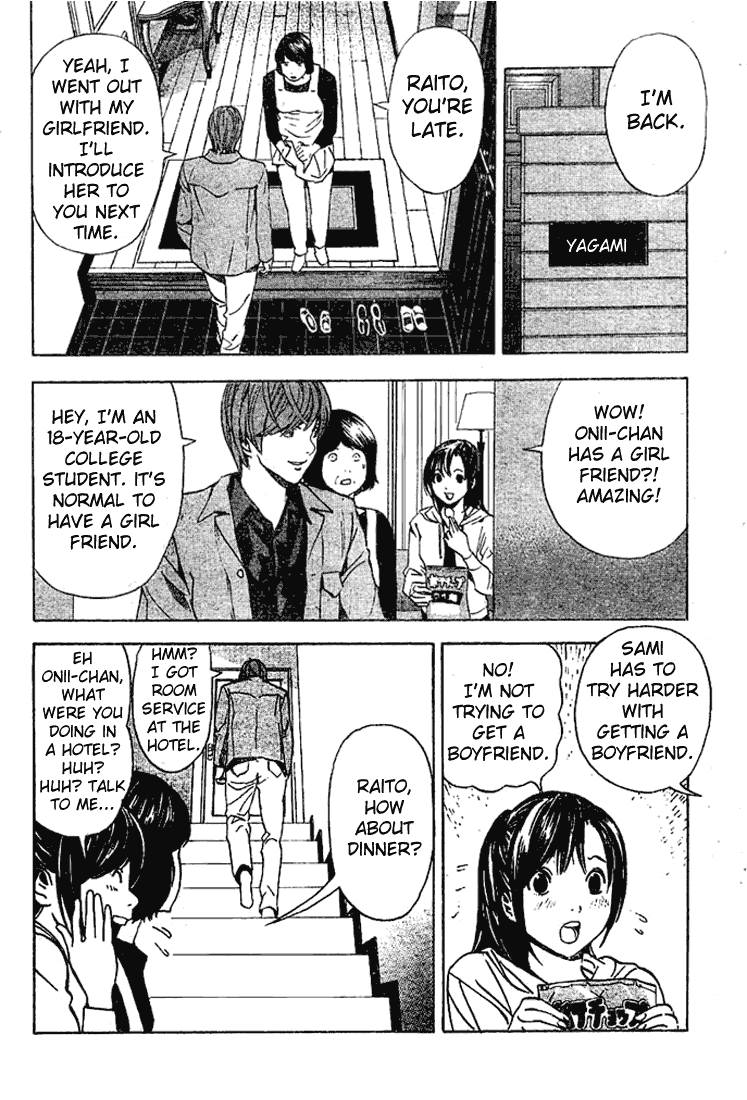 I'M
BACK.
YAGAMI
RAITO,
YOU'RE
LATE.
YEAH, I
WENT OUT
WITH MY
GIRLFRIEND.
I'LL
INTRODUCE
HER TO
YOU NEXT
TIME.
WOW!
ONII-CHAN
HAS A GIRL
FRIEND?!
AMAZING!
HEY, I'M AN
18-YEAR-OLD
COLLEGE
STUDENT. IT'S
NORMAL TO
HAVE A GIRL
FRIEND.
SAMI
HAS TO
TRY HARDER
WITH
GETTING A
BOYFRIEND.
NO!
I'M NOT
TRYING TO
GET A
BOYFRIEND.
RAITO,
HOW
ABOUT
DINNER?
HMM?
I GOT
ROOM
SERVICE
AT THE
HOTEL.
EH
ONII-CHAN,
WHAT
WERE YOU
DOING IN
A HOTEL?
HUH?
HUH? TALK
TO ME...